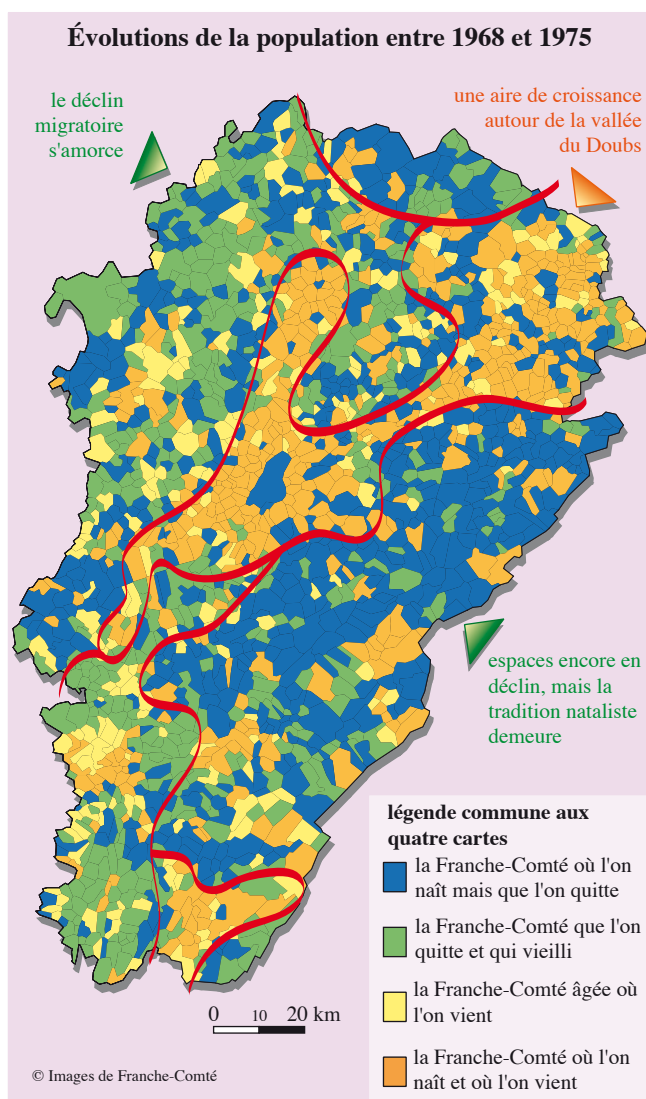 Évolutions de la population entre 1968 et 1975
le déclin
migratoire
s'amorce
une aire de croissance
autour de la vallée
du Doubs
espaces encore en
déclin, mais la
tradition nataliste
demeure
légende commune aux
quatre cartes
la Franche-Comté où l'on
naît mais que l'on quitte
la Franche-Comté que l'on
quitte et qui vieilli
la Franche-Comté âgée où
l'on vient
la Franche-Comté où l'on
naît et où l'on vient
0 10 20 km
© Images de Franche-Comté